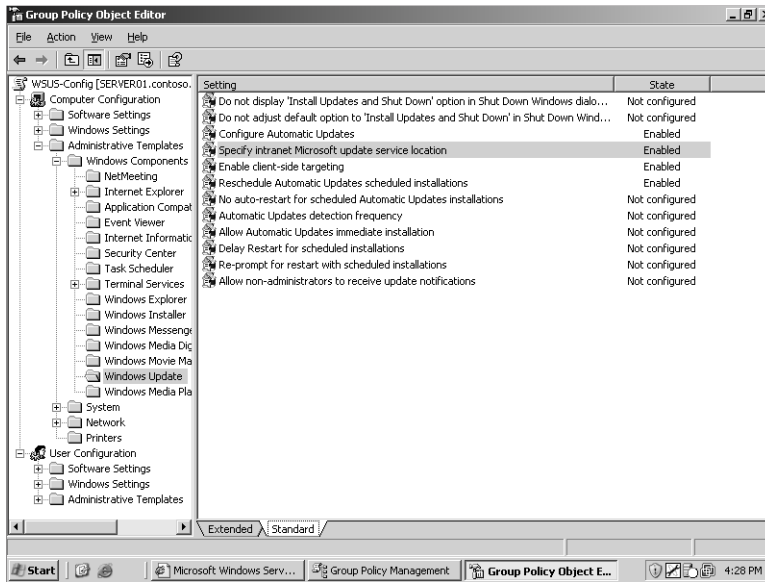 Group Policy Object Editor
File Action View Help
WSUS-Config [SERVER01.contoso.
Computer Configuration
Software Settings
Windows Settings
Administrative Templates
Windows Components
NetMeeting
Internet Explorer
Application Compat
Event Viewer
Internet Informatic
Security Center
Task Scheduler
Terminal Services
Windows Explorer
Windows Installer
Windows Messenge
Windows Media Dig
Windows Movie Ma
Windows Update
Windows Media Pla
System
Network
Printers
User Configuration
Software Settings
Windows Settings
Administrative Templates
Setting State
Do not display 'Install Updates and Shut Down' option in Shut Down Windows dialo... Not configured
Do not adjust default option to 'Install Updates and Shut Down' in Shut Down Wind... Not configured
Configure Automatic Updates Enabled
Specify intranet Microsoft update service location Enabled
Enable client-side targeting Enabled
Reschedule Automatic Updates scheduled installations Enabled
No auto-restart for scheduled Automatic Updates installations Not configured
Automatic Updates detection frequency Not configured
Allow Automatic Updates immediate installation Not configured
Delay Restart for scheduled installations Not configured
Re-prompt for restart with scheduled installations Not configured
Allow non-administrators to receive update notifications Not configured
Extended Standard
Start Microsoft Windows Serv... Group Policy Management Group Policy Object E... 4:28 PM